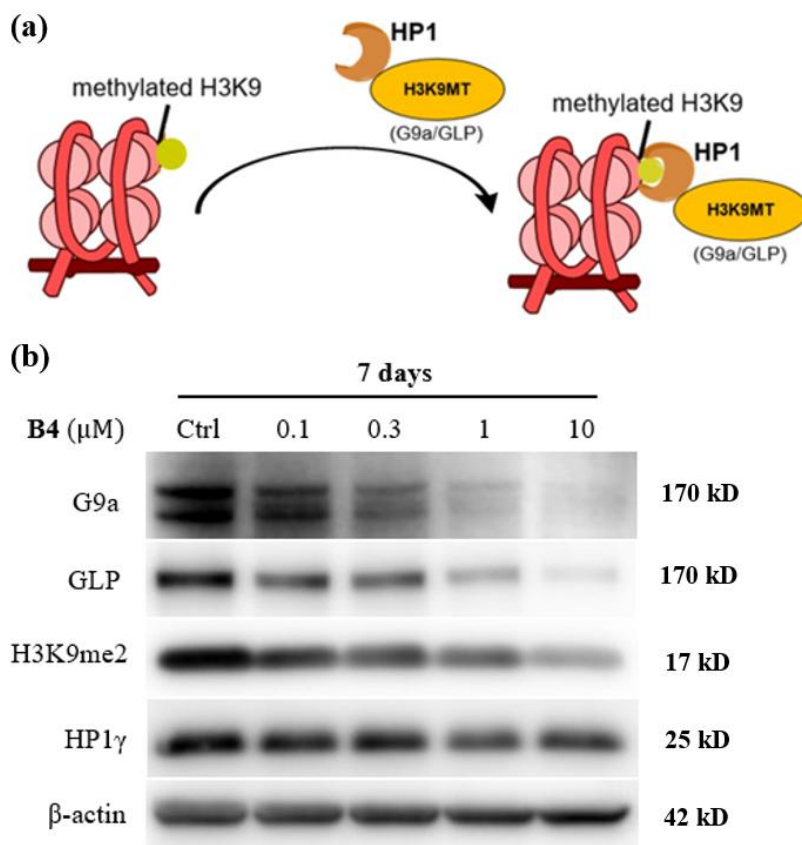 (a)
HP1
H3K9MT
(G9a/GLP)
methylated H3K9
methylated H3K9
HP1
H3K9MT
(G9a/GLP)
(b)
7 days
B4 (μM) Ctrl 0.1 0.3 1 10
G9a 170 kD
GLP 170 kD
H3K9me2 17 kD
HP1γ 25 kD
β-actin 42 kD